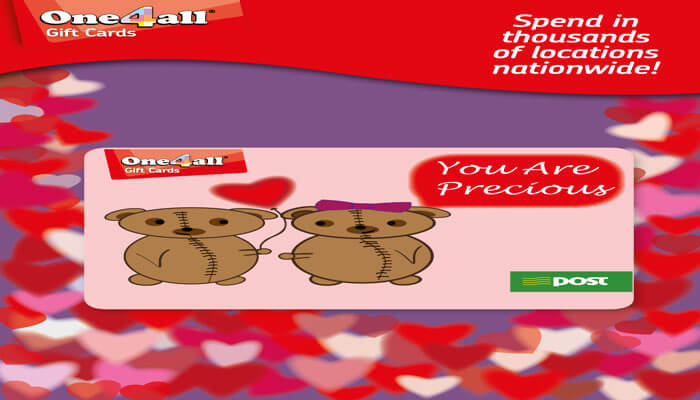 One4all®
Gift Cards
Spend in
thousands
of locations
nationwide!
One4all
Gift Cards
You Are
Precious
post